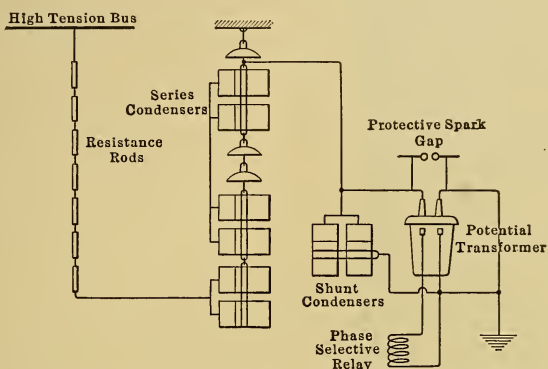 High Tension Bus
Series
Condensers
Resistance
Rods
Protective Spark
Gap
Potential
Transformer
Shunt
Condensers
Phase
Selective
Relay